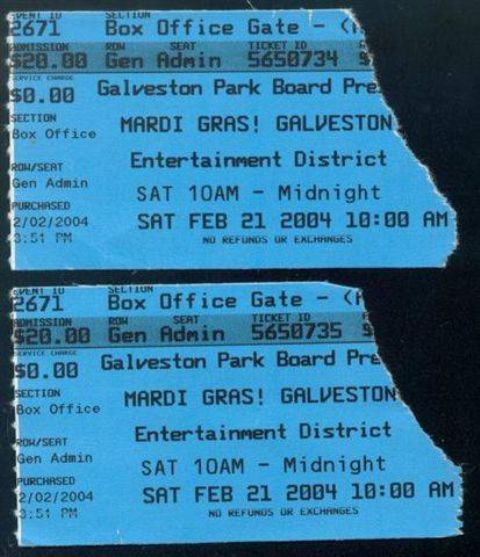 EVENT ID SECTION
2671 Box Office Gate - (
ADMISSION ROW SEAT TICKET ID
$20.00 Gen Admin 5650734 $
SERVICE CHARGE
$0.00 Galveston Park Board Pre
SECTION
Box Office MARDI GRAS! GALVESTON
Entertainment District
ROW/SEAT
Gen Admin SAT 10AM - Midnight
PURCHASED
2/02/2004 SAT FEB 21 2004 10:00 AM
3:51 PM NO REFUNDS OR EXCHANGES
EVENT ID SECTION
2671 Box Office Gate - (
ADMISSION ROW SEAT TICKET ID
$20.00 Gen Admin 5650735 $
SERVICE CHARGE
$0.00 Galveston Park Board Pre
SECTION
Box Office MARDI GRAS! GALVESTON
Entertainment District
ROW/SEAT
Gen Admin SAT 10AM - Midnight
PURCHASED
2/02/2004 SAT FEB 21 2004 10:00 AM
3:51 PM NO REFUNDS OR EXCHANGES